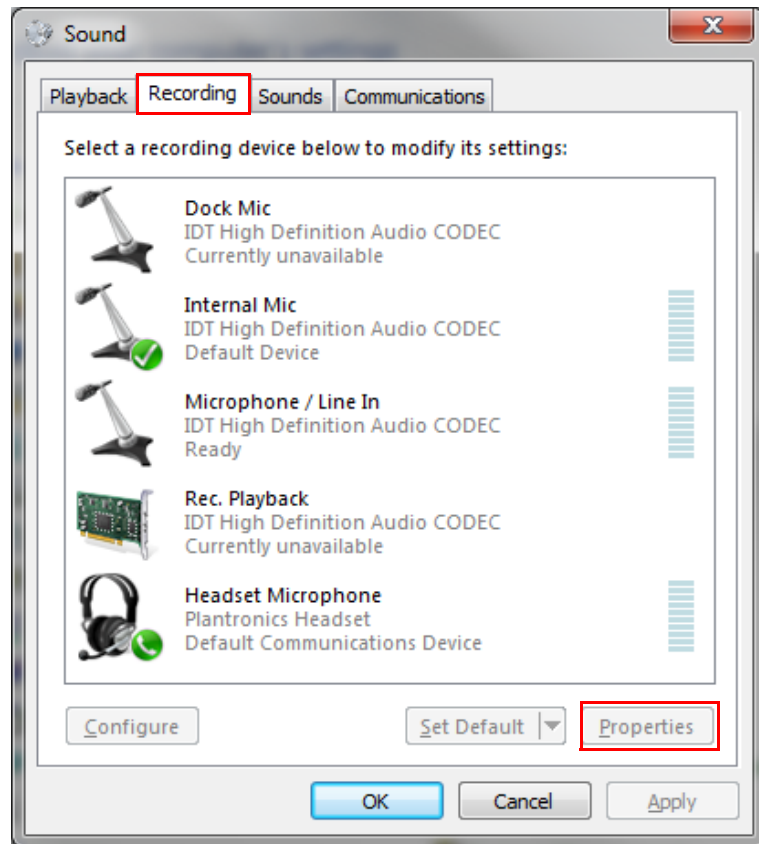 Sound
Playback Recording Sounds Communications
Select a recording device below to modify its settings:
Dock Mic
IDT High Definition Audio CODEC
Currently unavailable
Internal Mic
IDT High Definition Audio CODEC
Default Device
Microphone / Line In
IDT High Definition Audio CODEC
Ready
Rec. Playback
IDT High Definition Audio CODEC
Currently unavailable
Headset Microphone
Plantronics Headset
Default Communications Device
Configure Set Default Properties
OK Cancel Apply